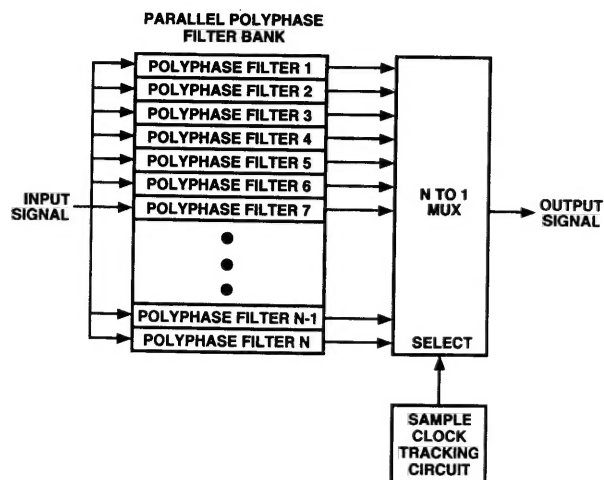 PARALLEL POLYPHASE
FILTER BANK
POLYPHASE FILTER 1
POLYPHASE FILTER 2
POLYPHASE FILTER 3
POLYPHASE FILTER 4
POLYPHASE FILTER 5
POLYPHASE FILTER 6
POLYPHASE FILTER 7
POLYPHASE FILTER N-1
POLYPHASE FILTER N
INPUT
SIGNAL
N TO 1
MUX
SELECT
OUTPUT
SIGNAL
SAMPLE
CLOCK
TRACKING
CIRCUIT